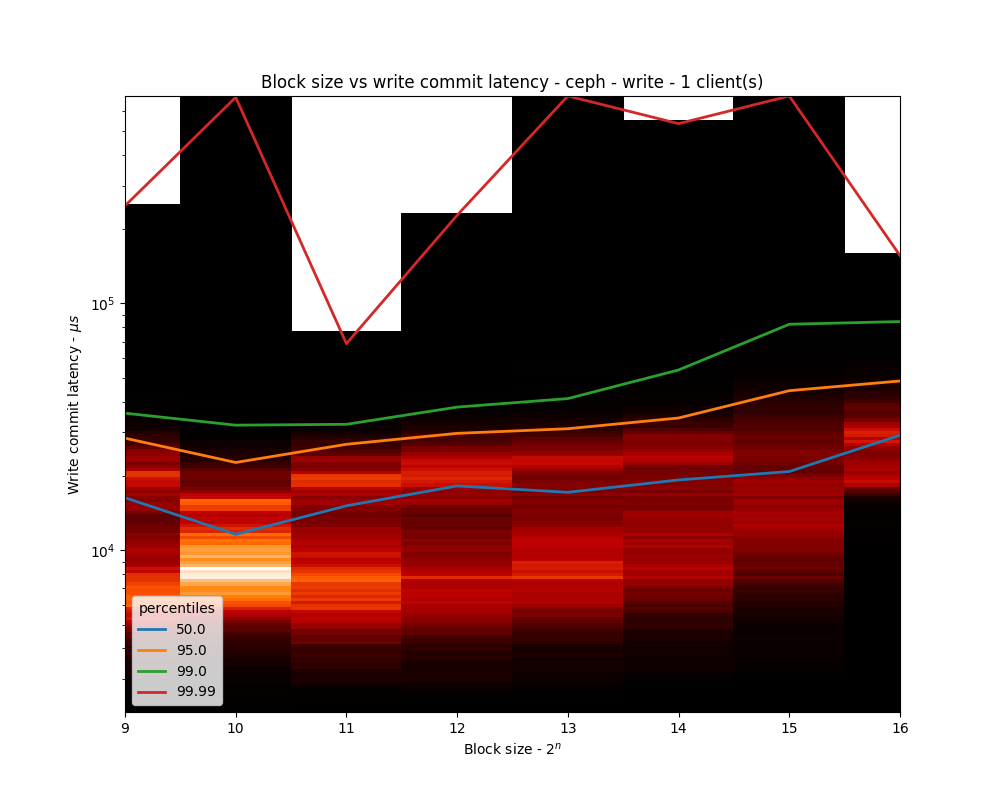 Block size vs write commit latency - ceph - write - 1 client(s)
Write commit latency - μs
10⁵
10⁴
percentiles
50.0
95.0
99.0
99.99
9 10 11 12 13 14 15 16
Block size - 2ⁿ